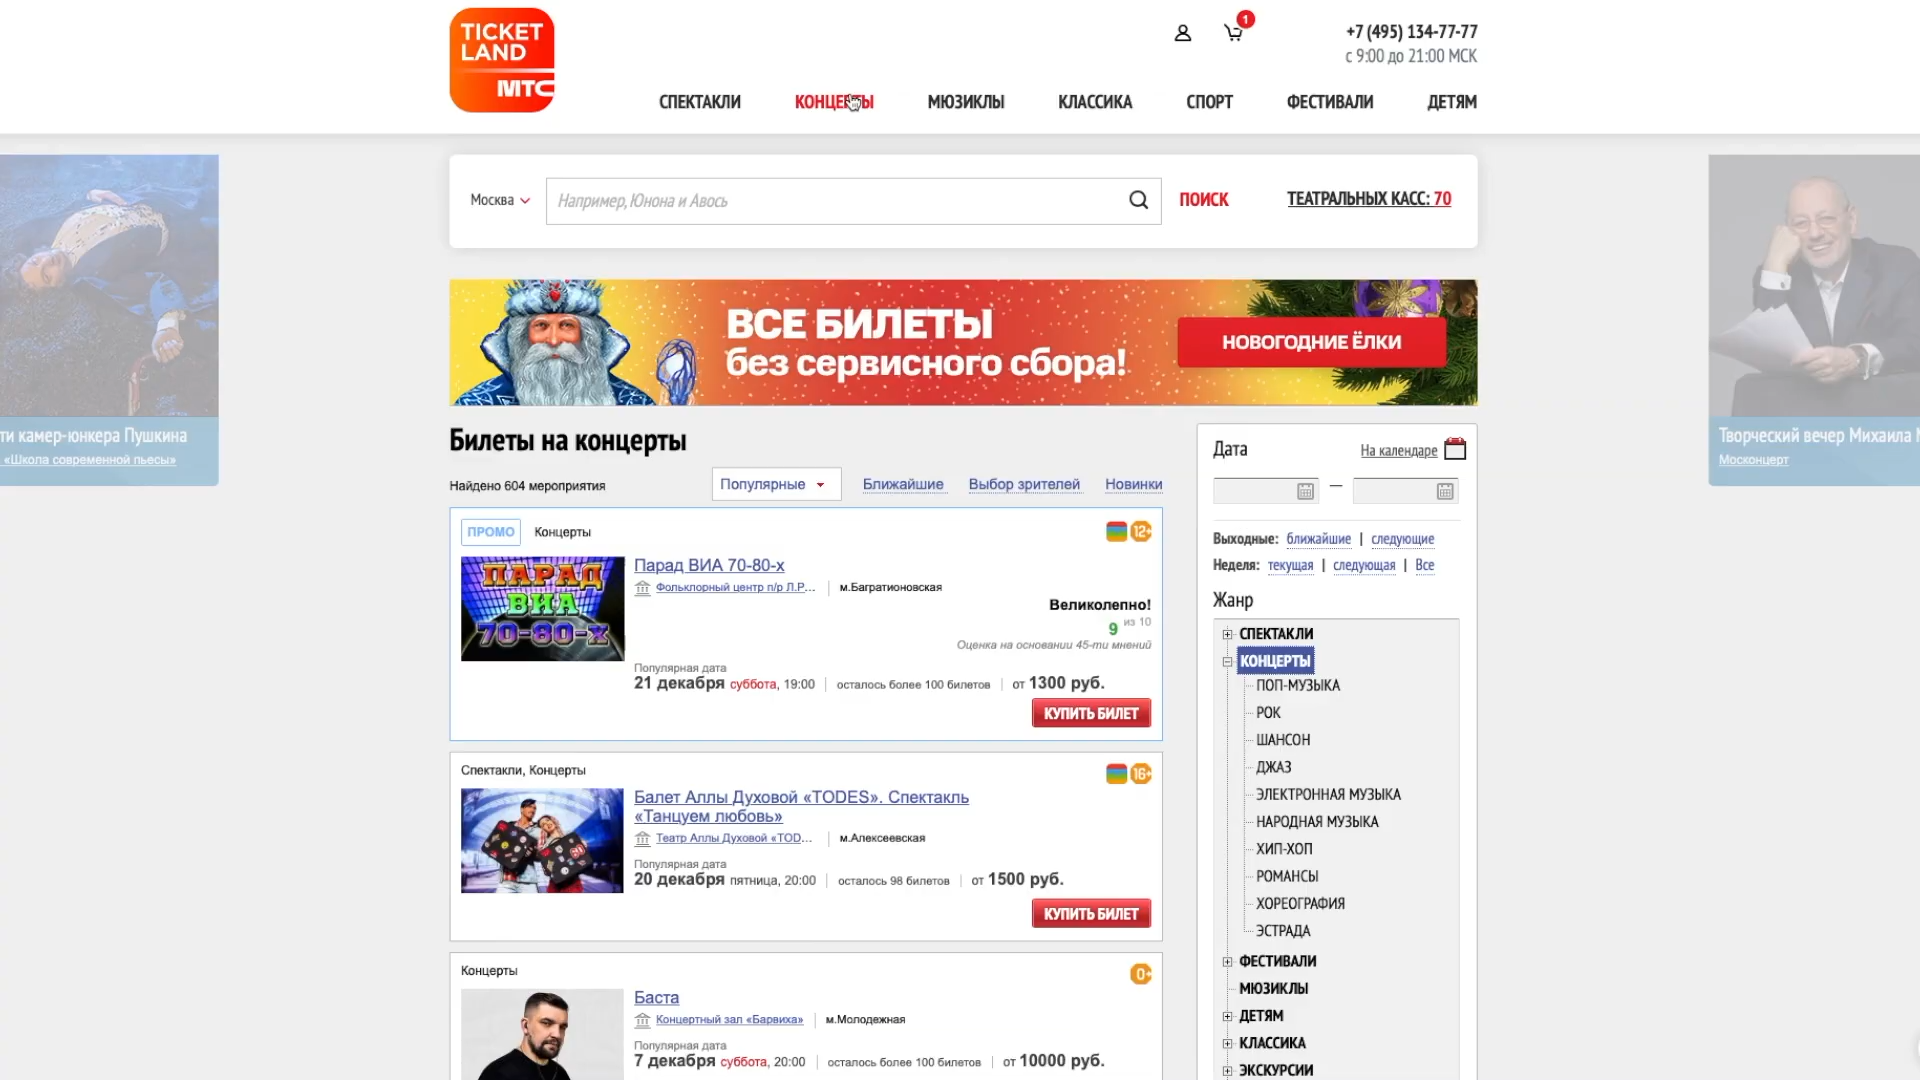 TICKET
LAND
МТС
1
+7 (495) 134-77-77
с 9:00 до 21:00 МСК
СПЕКТАКЛИ КОНЦЕРТЫ МЮЗИКЛЫ КЛАССИКА СПОРТ ФЕСТИВАЛИ ДЕТЯМ
Москва
Например, Юнона и Авось
ПОИСК
ТЕАТРАЛЬНЫХ КАСС: 70
ти камер-юнкера Пушкина
«Школа современной пьесы»
Творческий вечер Михаила
Москонцерт
ВСЕ БИЛЕТЫ
без сервисного сбора!
НОВОГОДНИЕ ЁЛКИ
Билеты на концерты
Найдено 604 мероприятия
Популярные Ближайшие Выбор зрителей Новинки
ПРОМО Концерты
12+
ПАРАД
ВИА
70-80-х
Парад ВИА 70-80-х
Фольклорный центр п/р Л.Р... м.Багратионовская
Великолепно!
9 из 10
Оценка на основании 45-ти мнений
Популярная дата
21 декабря суббота, 19:00 осталось более 100 билетов от 1300 руб.
КУПИТЬ БИЛЕТ
Спектакли, Концерты
16+
Балет Аллы Духовой «TODES». Спектакль
«Танцуем любовь»
Театр Аллы Духовой «TOD... м.Алексеевская
Популярная дата
20 декабря пятница, 20:00 осталось 98 билетов от 1500 руб.
КУПИТЬ БИЛЕТ
Концерты
0+
Баста
Концертный зал «Барвиха» м.Молодежная
Популярная дата
7 декабря суббота, 20:00 осталось более 100 билетов от 10000 руб.
Дата На календаре
—
Выходные: ближайшие | следующие
Неделя: текущая | следующая | Все
Жанр
СПЕКТАКЛИ
КОНЦЕРТЫ
ПОП-МУЗЫКА
РОК
ШАНСОН
ДЖАЗ
ЭЛЕКТРОННАЯ МУЗЫКА
НАРОДНАЯ МУЗЫКА
ХИП-ХОП
РОМАНСЫ
ХОРЕОГРАФИЯ
ЭСТРАДА
ФЕСТИВАЛИ
МЮЗИКЛЫ
ДЕТЯМ
КЛАССИКА
ЭКСКУРСИИ